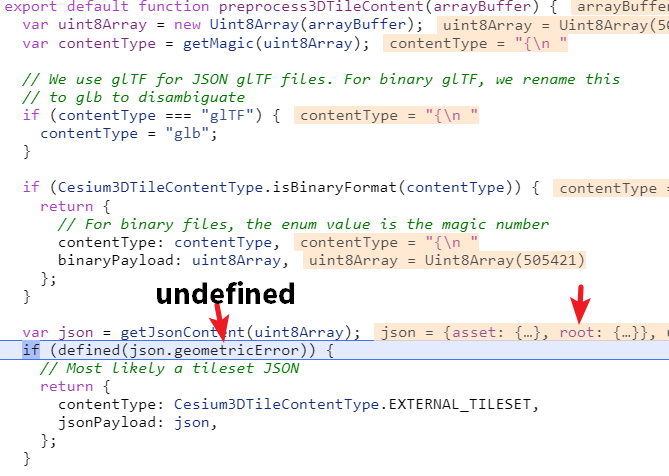 export default function preprocess3DTileContent(arrayBuffer) { arrayBuffer
var uint8Array = new Uint8Array(arrayBuffer); uint8Array = Uint8Array(50
var contentType = getMagic(uint8Array); contentType = "{\n "
// We use glTF for JSON glTF files. For binary glTF, we rename this
// to glb to disambiguate
if (contentType === "glTF") { contentType = "{\n "
contentType = "glb";
}
if (Cesium3DTileContentType.isBinaryFormat(contentType)) { contentType =
return {
// For binary files, the enum value is the magic number
contentType: contentType, contentType = "{\n "
binaryPayload: uint8Array, uint8Array = Uint8Array(505421)
};
}
undefined
var json = getJsonContent(uint8Array); json = {asset: {…}, root: {…}}, u
if (defined(json.geometricError)) {
// Most likely a tileset JSON
return {
contentType: Cesium3DTileContentType.EXTERNAL_TILESET,
jsonPayload: json,
};
}